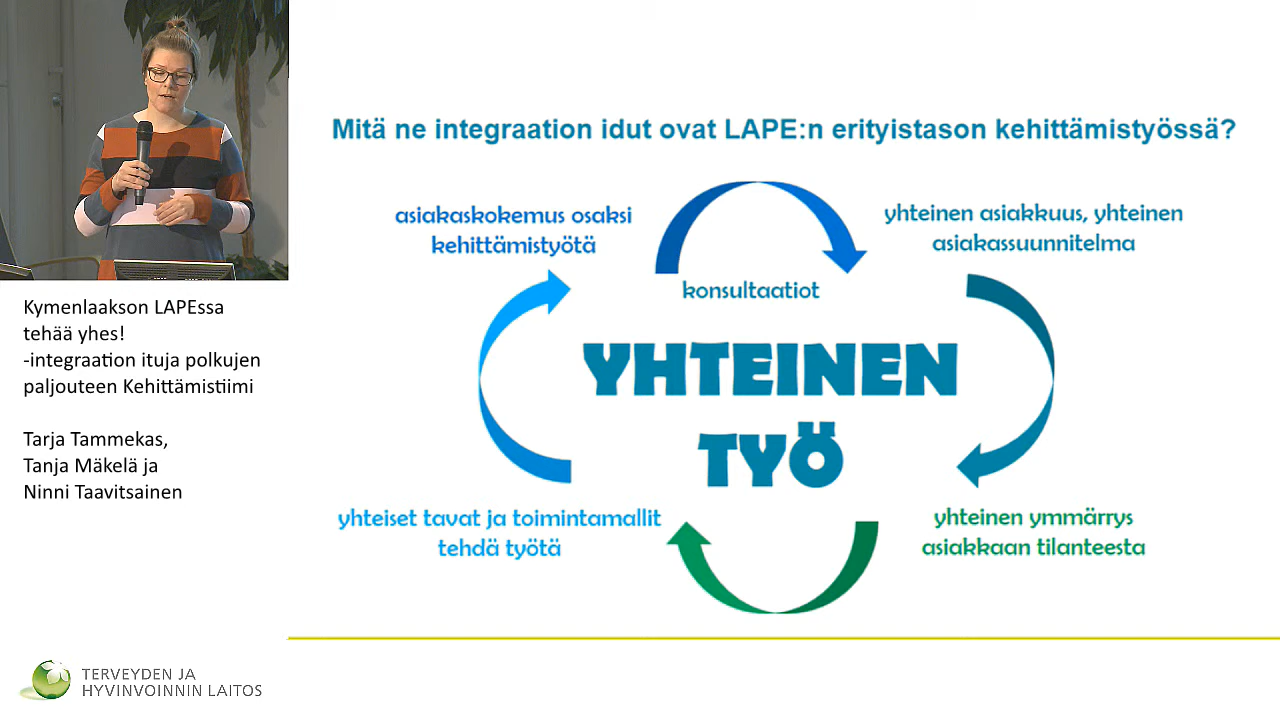 Mitä ne integraation idut ovat LAPE:n erityistason kehittämistyössä?
asiakaskokemus osaksi
kehittämistyötä
yhteinen asiakkuus, yhteinen
asiakassuunnitelma
konsultaatiot
YHTEINEN
TYÖ
yhteiset tavat ja toimintamallit
tehdä työtä
yhteinen ymmärrys
asiakkaan tilanteesta
Kymenlaakson LAPEssa
tehää yhes!
-integraation ituja polkujen
paljouteen Kehittämistiimi
Tarja Tammekas,
Tanja Mäkelä ja
Ninni Taavitsainen
TERVEYDEN JA
HYVINVOINNIN LAITOS